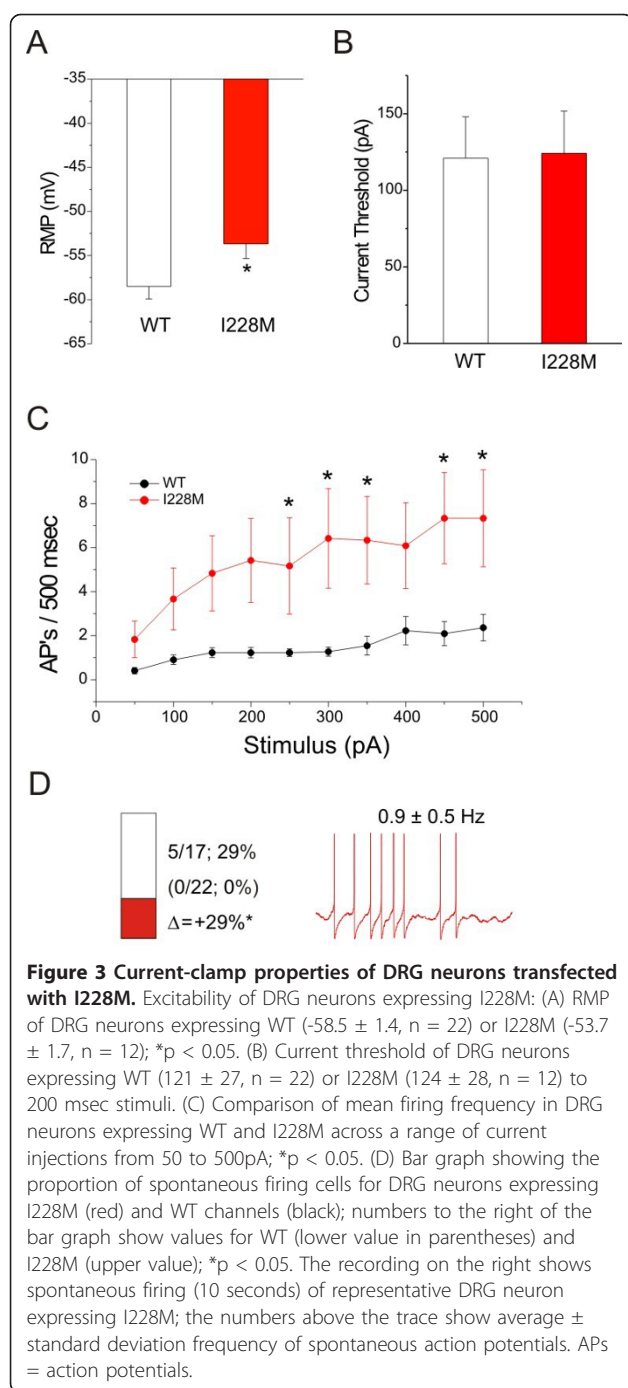 A
-35
-40
-45
-50
-55
-60
-65
RMP (mV)
*
WT
I228M
B
150
125
100
75
50
25
0
Current Threshold (pA)
WT
I228M
C
WT
I228M
* * * * *
10
8
6
4
2
0
AP's / 500 msec
0 100 200 300 400 500
Stimulus (pA)
D
5/17; 29%
(0/22; 0%)
Δ=+29%*
0.9 ± 0.5 Hz
Figure 3 Current-clamp properties of DRG neurons transfected
with I228M. Excitability of DRG neurons expressing I228M: (A) RMP
of DRG neurons expressing WT (-58.5 ± 1.4, n = 22) or I228M (-53.7
± 1.7, n = 12); *p < 0.05. (B) Current threshold of DRG neurons
expressing WT (121 ± 27, n = 22) or I228M (124 ± 28, n = 12) to
200 msec stimuli. (C) Comparison of mean firing frequency in DRG
neurons expressing WT and I228M across a range of current
injections from 50 to 500pA; *p < 0.05. (D) Bar graph showing the
proportion of spontaneous firing cells for DRG neurons expressing
I228M (red) and WT channels (black); numbers to the right of the
bar graph show values for WT (lower value in parentheses) and
I228M (upper value); *p < 0.05. The recording on the right shows
spontaneous firing (10 seconds) of representative DRG neuron
expressing I228M; the numbers above the trace show average ±
standard deviation frequency of spontaneous action potentials. APs
= action potentials.